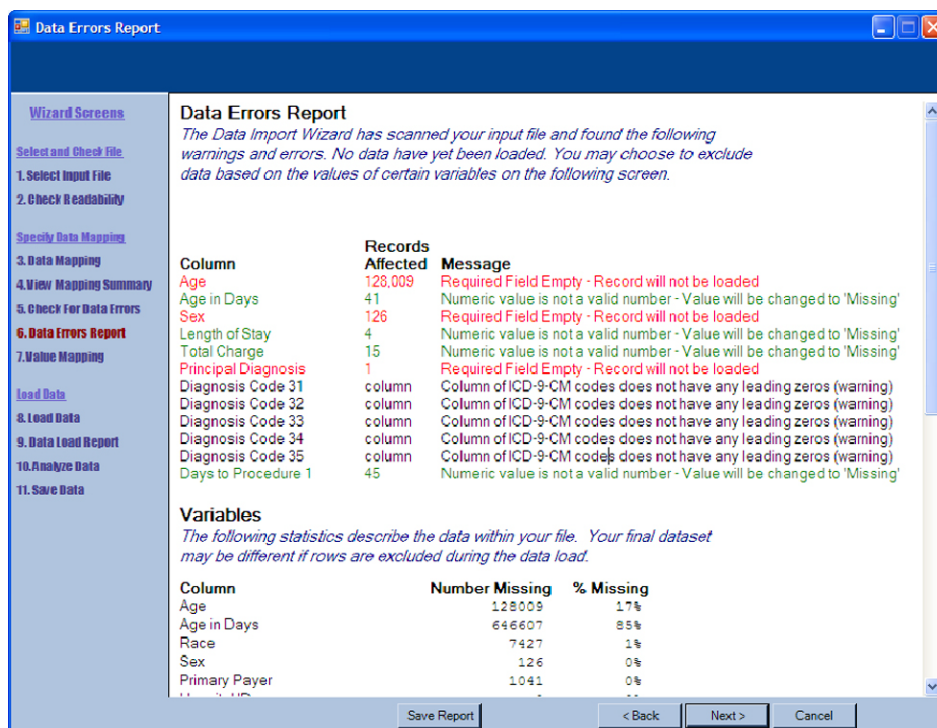 Data Errors Report
Wizard Screens
Select and Check File
1. Select Input File
2. Check Readability
Specify Data Mapping
3. Data Mapping
4. View Mapping Summary
5. Check For Data Errors
6. Data Errors Report
7. Value Mapping
Load Data
8. Load Data
9. Data Load Report
10. Analyze Data
11. Save Data
Data Errors Report
The Data Import Wizard has scanned your input file and found the following
warnings and errors. No data have yet been loaded. You may choose to exclude
data based on the values of certain variables on the following screen.
Records
Column Affected Message
Age 128,009 Required Field Empty - Record will not be loaded
Age in Days 41 Numeric value is not a valid number - Value will be changed to 'Missing'
Sex 126 Required Field Empty - Record will not be loaded
Length of Stay 4 Numeric value is not a valid number - Value will be changed to 'Missing'
Total Charge 15 Numeric value is not a valid number - Value will be changed to 'Missing'
Principal Diagnosis 1 Required Field Empty - Record will not be loaded
Diagnosis Code 31 column Column of ICD-9-CM codes does not have any leading zeros (warning)
Diagnosis Code 32 column Column of ICD-9-CM codes does not have any leading zeros (warning)
Diagnosis Code 33 column Column of ICD-9-CM codes does not have any leading zeros (warning)
Diagnosis Code 34 column Column of ICD-9-CM codes does not have any leading zeros (warning)
Diagnosis Code 35 column Column of ICD-9-CM codes does not have any leading zeros (warning)
Days to Procedure 1 45 Numeric value is not a valid number - Value will be changed to 'Missing'
Variables
The following statistics describe the data within your file. Your final dataset
may be different if rows are excluded during the data load.
Column Number Missing % Missing
Age 128009 17%
Age in Days 646607 85%
Race 7427 1%
Sex 126 0%
Primary Payer 1041 0%
Save Report < Back Next > Cancel